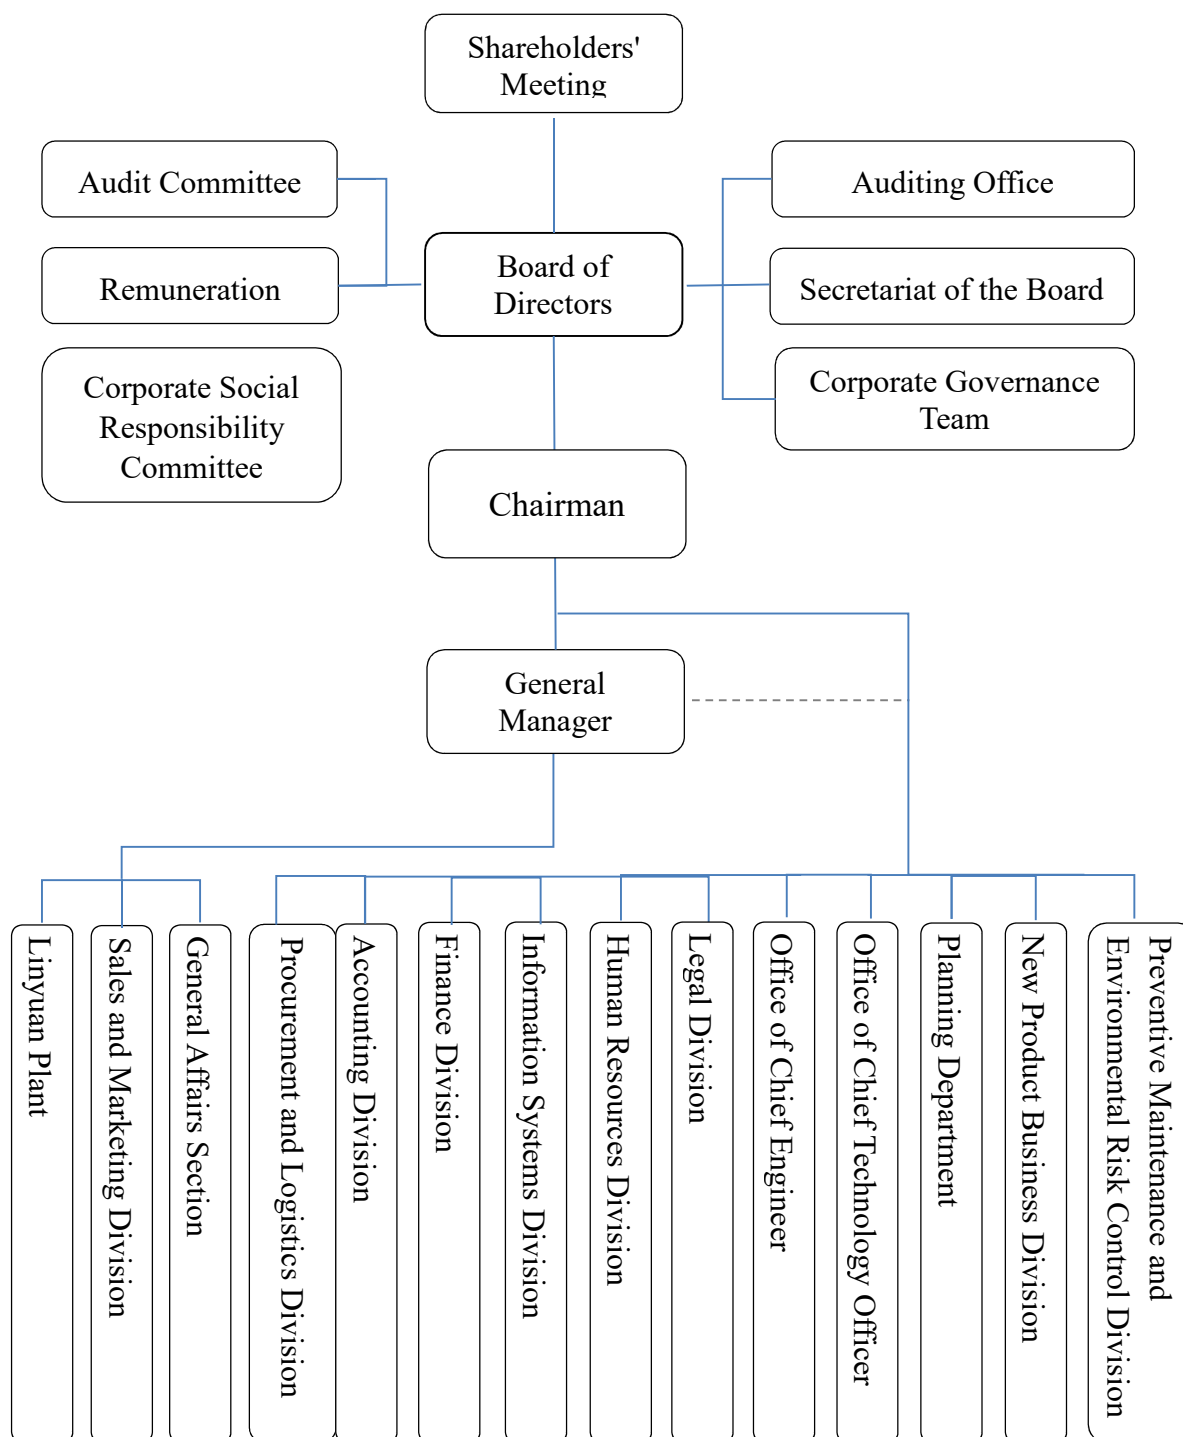 Shareholders'
Meeting
Audit Committee
Auditing Office
Board of
Directors
Remuneration
Secretariat of the Board
Corporate Social
Responsibility
Committee
Corporate Governance
Team
Chairman
General
Manager
Linyuan Plant
Sales and Marketing Division
General Affairs Section
Procurement and Logistics Division
Accounting Division
Finance Division
Information Systems Division
Human Resources Division
Legal Division
Office of Chief Engineer
Office of Chief Technology Officer
Planning Department
New Product Business Division
Preventive Maintenance and
Environmental Risk Control Division